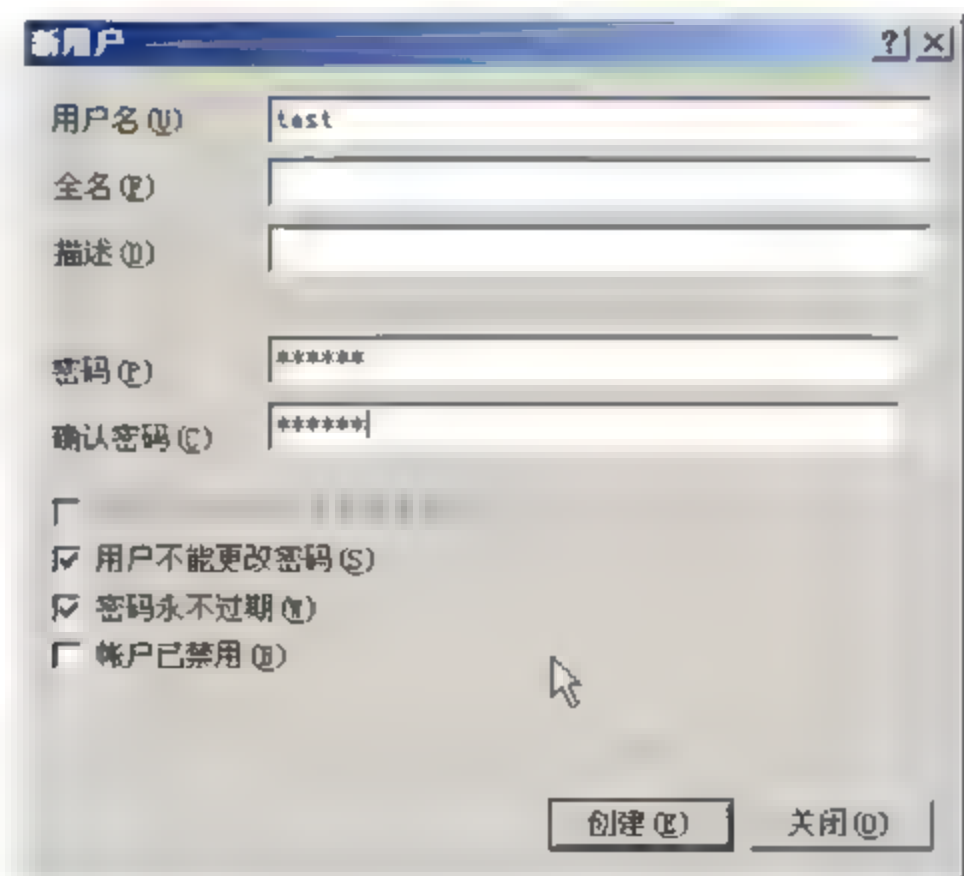 新用户
用户名(U) test
全名(F)
描述(D)
密码(P) ******
确认密码(C) ******
用户不能更改密码(S)
密码永不过期(W)
帐户已禁用(B)
创建(E) 关闭(O)